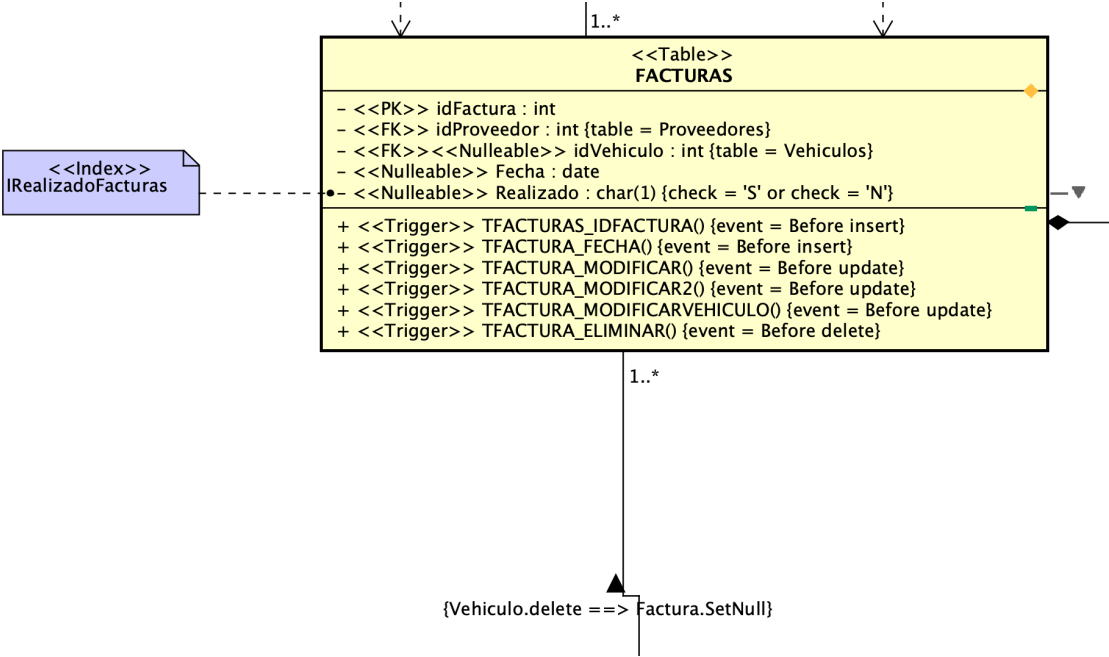 1..*
<<Table>>
FACTURAS
- <<PK>> idFactura : int
- <<FK>> idProveedor : int {table = Proveedores}
- <<FK>><<Nulleable>> idVehiculo : int {table = Vehiculos}
- <<Nulleable>> Fecha : date
- <<Nulleable>> Realizado : char(1) {check = 'S' or check = 'N'}
<<Index>>
IRealizadoFacturas
+ <<Trigger>> TFACTURAS_IDFACTURA() {event = Before insert}
+ <<Trigger>> TFACTURA_FECHA() {event = Before insert}
+ <<Trigger>> TFACTURA_MODIFICAR() {event = Before update}
+ <<Trigger>> TFACTURA_MODIFICAR2() {event = Before update}
+ <<Trigger>> TFACTURA_MODIFICARVEHICULO() {event = Before update}
+ <<Trigger>> TFACTURA_ELIMINAR() {event = Before delete}
1..*
{Vehiculo.delete ==> Factura.SetNull}